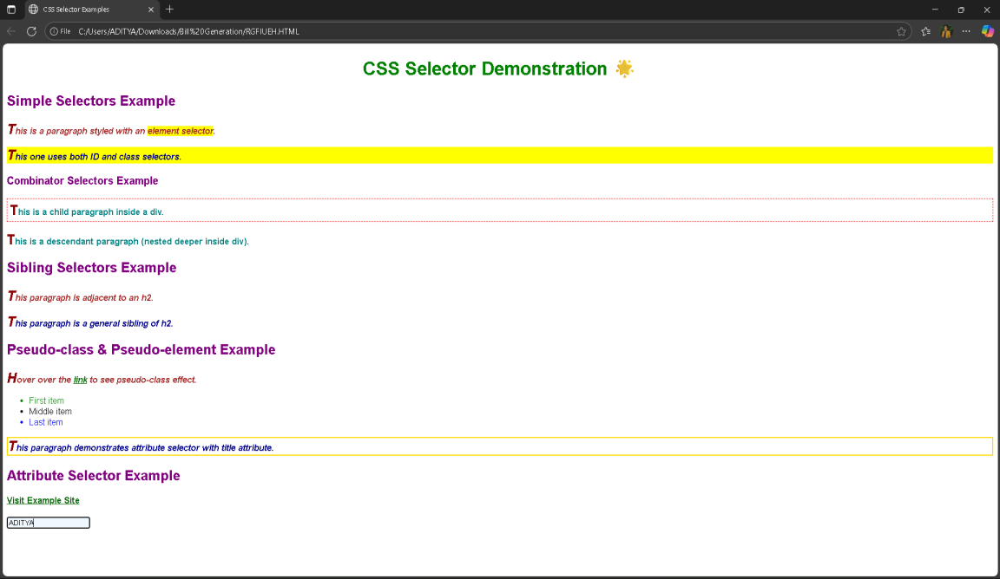 CSS Selector Examples
File C:/Users/ADITYA/Downloads/Bill%20Generation/RGFIUEH.HTML
CSS Selector Demonstration 🌟
Simple Selectors Example
This is a paragraph styled with an element selector.
This one uses both ID and class selectors.
Combinator Selectors Example
This is a child paragraph inside a div.
This is a descendant paragraph (nested deeper inside div).
Sibling Selectors Example
This paragraph is adjacent to an h2.
This paragraph is a general sibling of h2.
Pseudo-class & Pseudo-element Example
Hover over the link to see pseudo-class effect.
• First item
• Middle item
• Last item
This paragraph demonstrates attribute selector with title attribute.
Attribute Selector Example
Visit Example Site
ADITYA